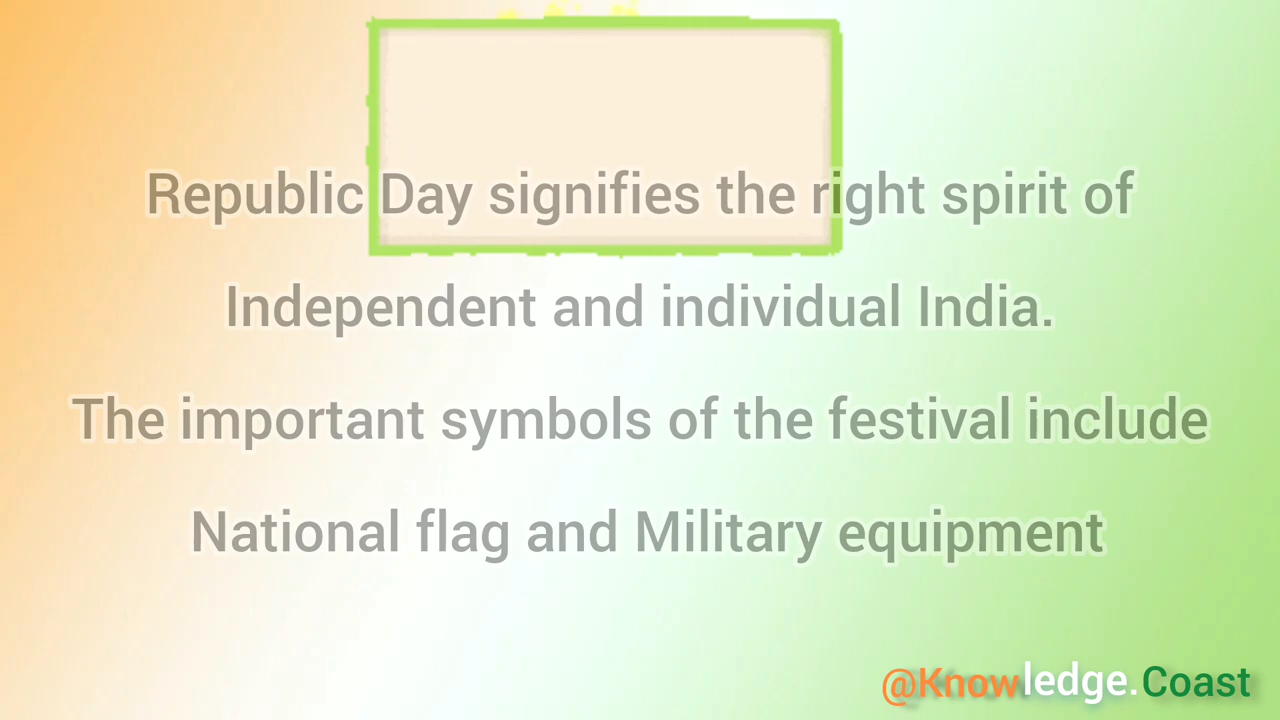 Republic Day signifies the right spirit of
Independent and individual India.
The important symbols of the festival include
National flag and Military equipment
@Knowledge.Coast